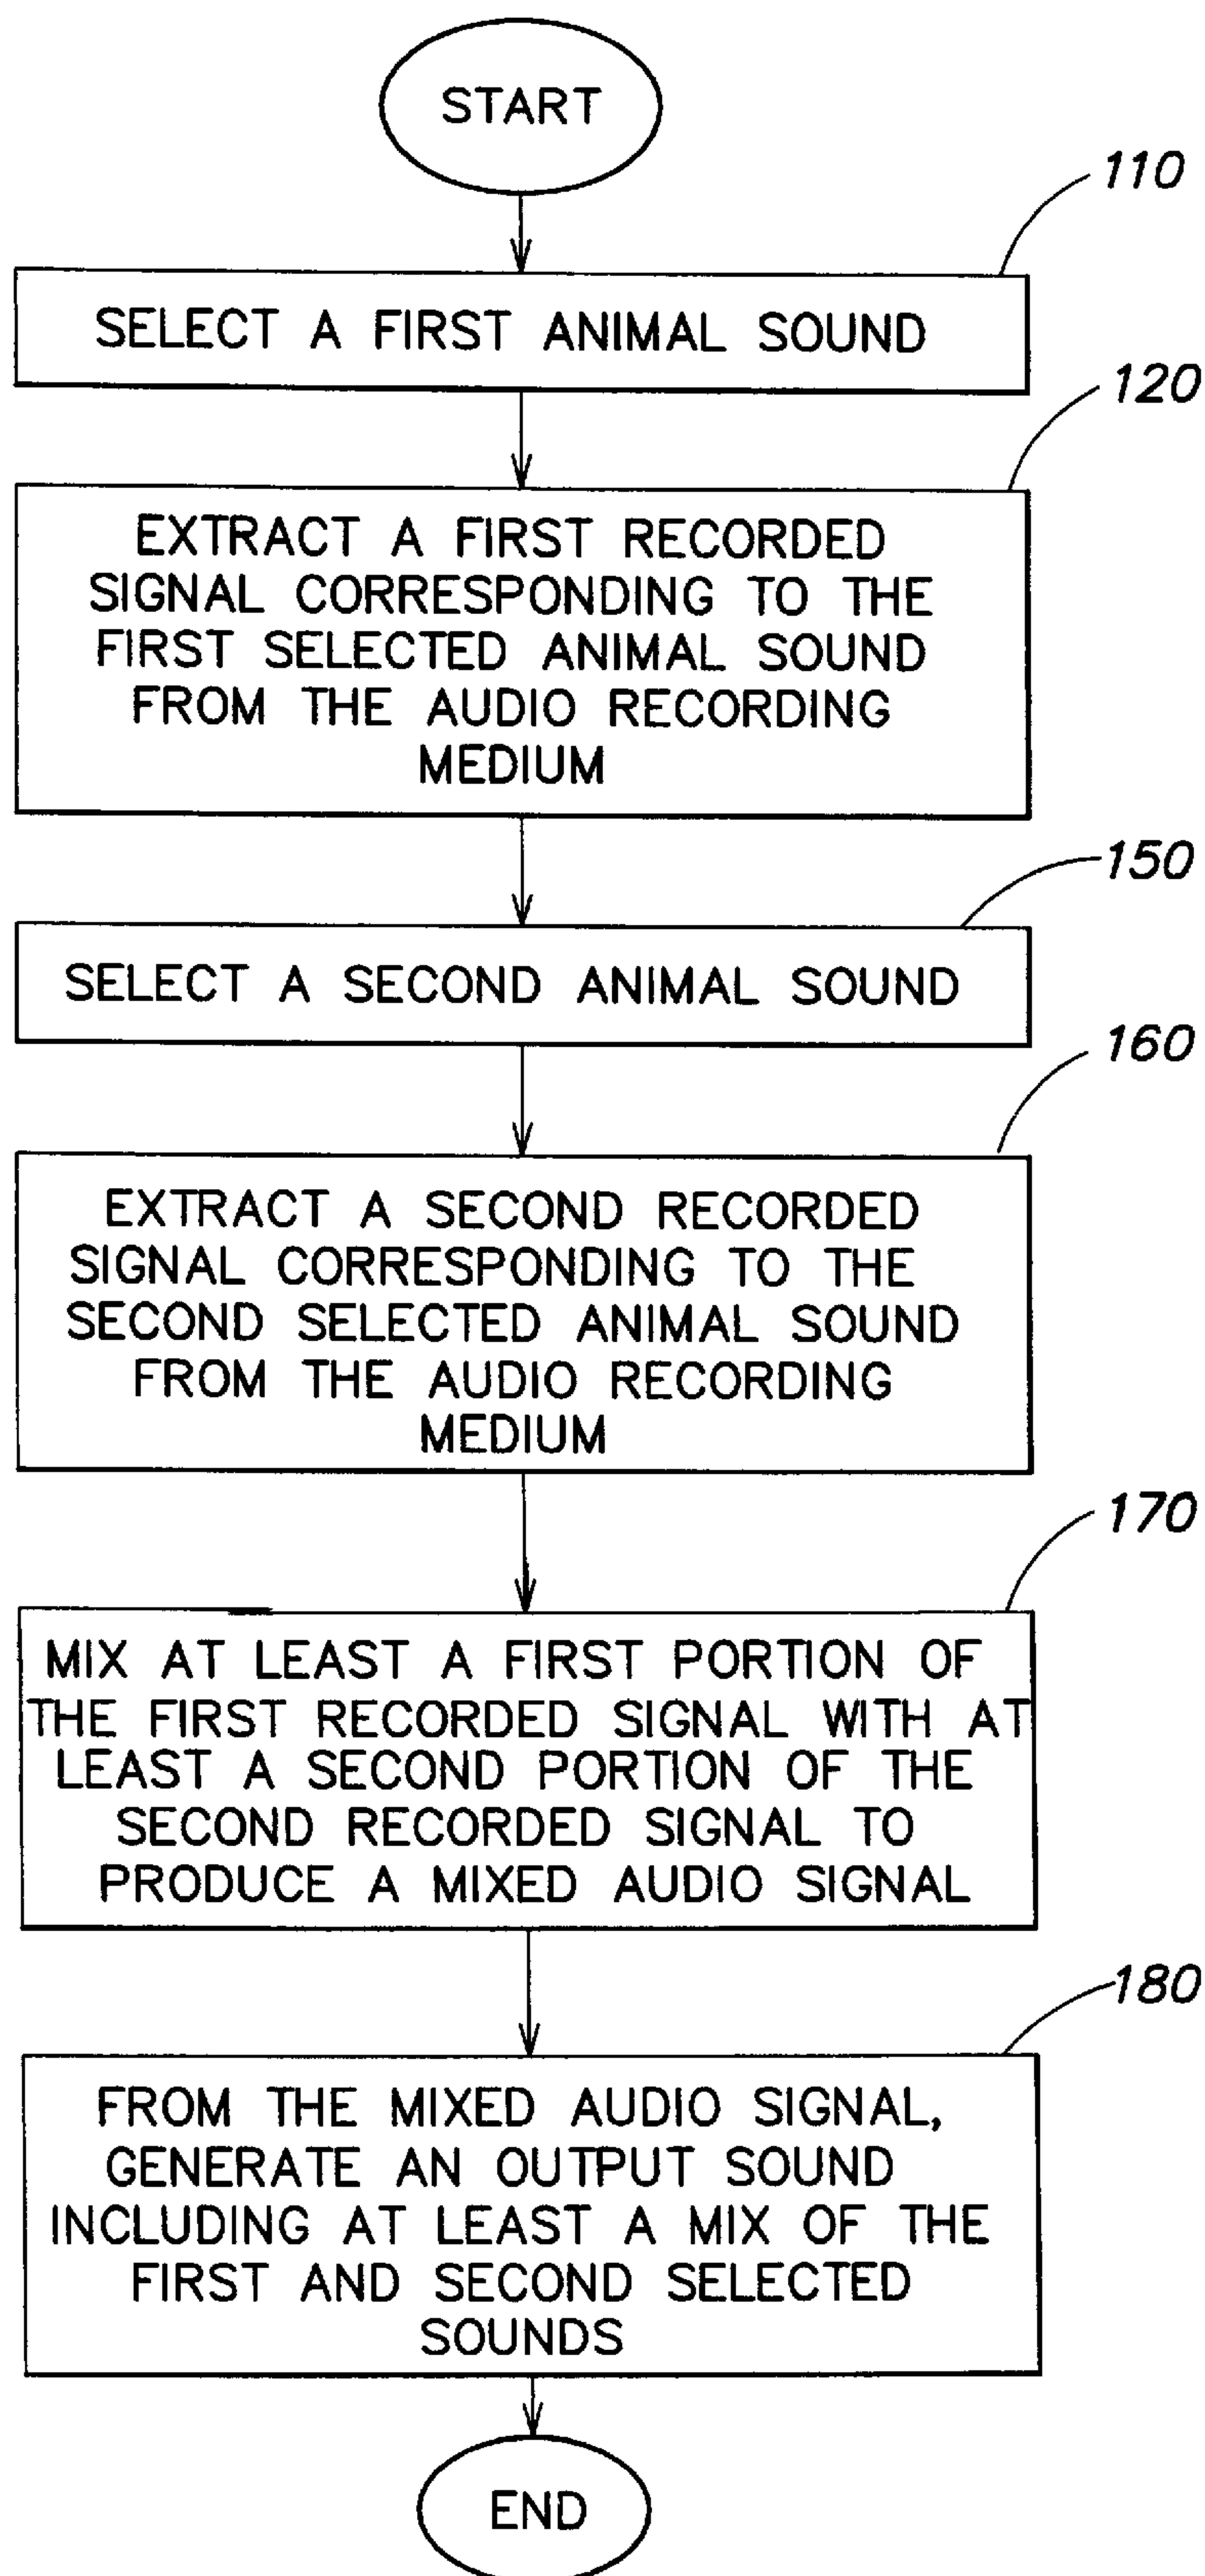 START
110
SELECT A FIRST ANIMAL SOUND
120
EXTRACT A FIRST RECORDED
SIGNAL CORRESPONDING TO THE
FIRST SELECTED ANIMAL SOUND
FROM THE AUDIO RECORDING
MEDIUM
150
SELECT A SECOND ANIMAL SOUND
160
EXTRACT A SECOND RECORDED
SIGNAL CORRESPONDING TO THE
SECOND SELECTED ANIMAL SOUND
FROM THE AUDIO RECORDING
MEDIUM
170
MIX AT LEAST A FIRST PORTION OF
THE FIRST RECORDED SIGNAL WITH AT
LEAST A SECOND PORTION OF THE
SECOND RECORDED SIGNAL TO
PRODUCE A MIXED AUDIO SIGNAL
180
FROM THE MIXED AUDIO SIGNAL,
GENERATE AN OUTPUT SOUND
INCLUDING AT LEAST A MIX OF THE
FIRST AND SECOND SELECTED
SOUNDS
END